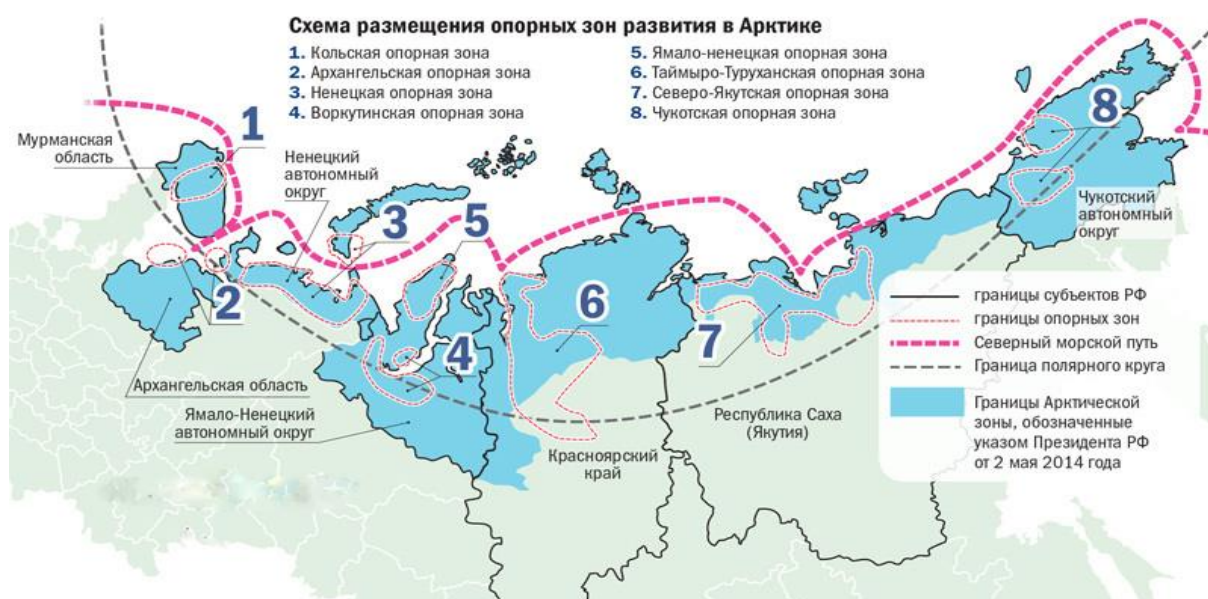 Схема размещения опорных зон развития в Арктике
1. Кольская опорная зона
2. Архангельская опорная зона
3. Ненецкая опорная зона
4. Воркутинская опорная зона
5. Ямало-ненецкая опорная зона
6. Таймыро-Туруханская опорная зона
7. Северо-Якутская опорная зона
8. Чукотская опорная зона
Мурманская
область
1
Ненецкий
автономный
округ
3
5
2
4
6
7
8
Чукотский
автономный
округ
Архангельская область
Ямало-Ненецкий
автономный округ
Красноярский
край
Республика Саха
(Якутия)
границы субъектов РФ
границы опорных зон
Северный морской путь
Граница полярного круга
Границы Арктической
зоны, обозначенные
указом Президента РФ
от 2 мая 2014 года